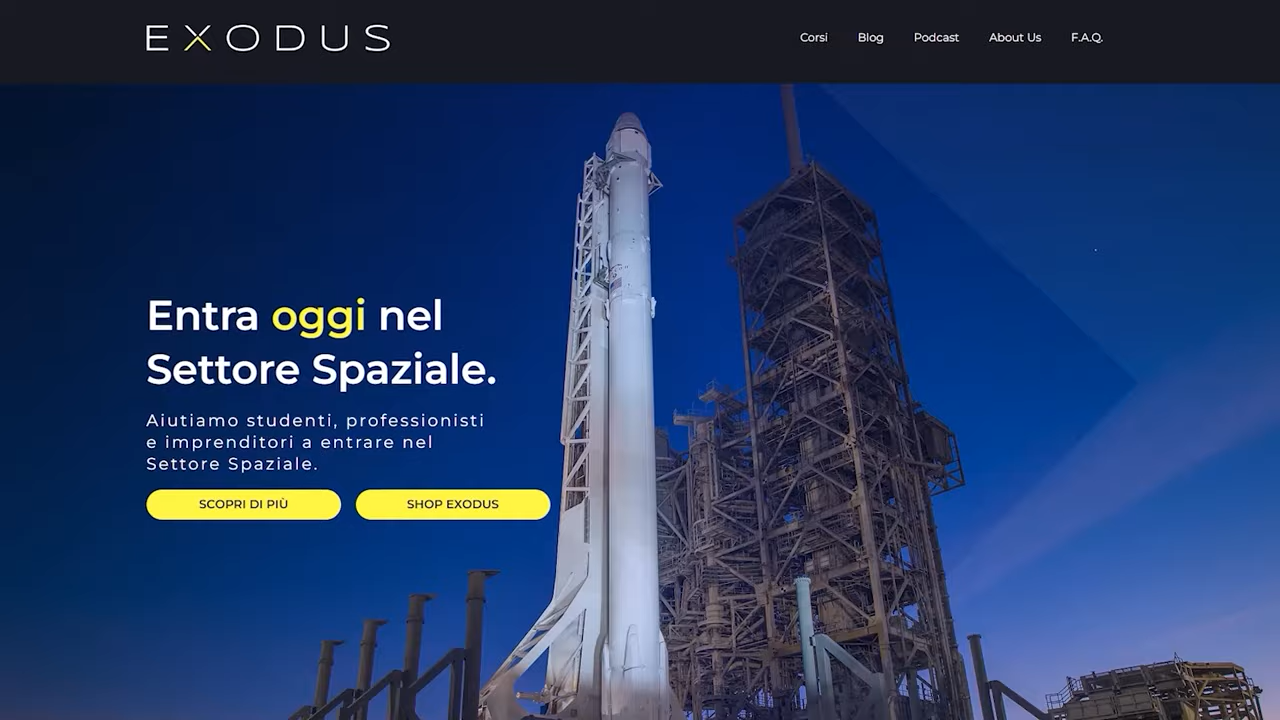 EXODUS
Corsi
Blog
Podcast
About Us
F.A.Q.
Entra oggi nel
Settore Spaziale.
Aiutiamo studenti, professionisti
e imprenditori a entrare nel
Settore Spaziale.
SCOPRI DI PIÙ
SHOP EXODUS